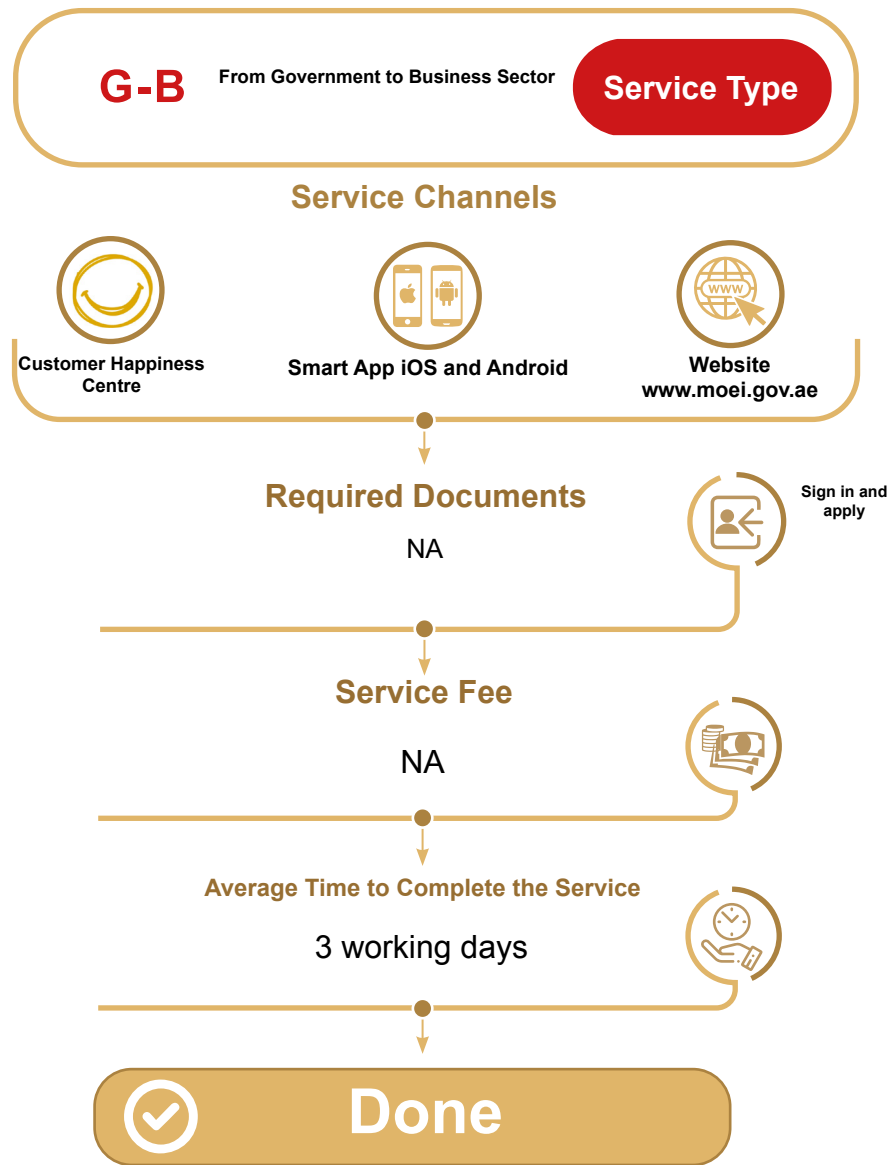 G-B
From Government to Business Sector
Service Type
Service Channels
www
Customer Happiness
Centre
Smart App iOS and Android
Website
www.moei.gov.ae
Required Documents
Sign in and
apply
NA
Service Fee
NA
Average Time to Complete the Service
3 working days
Done